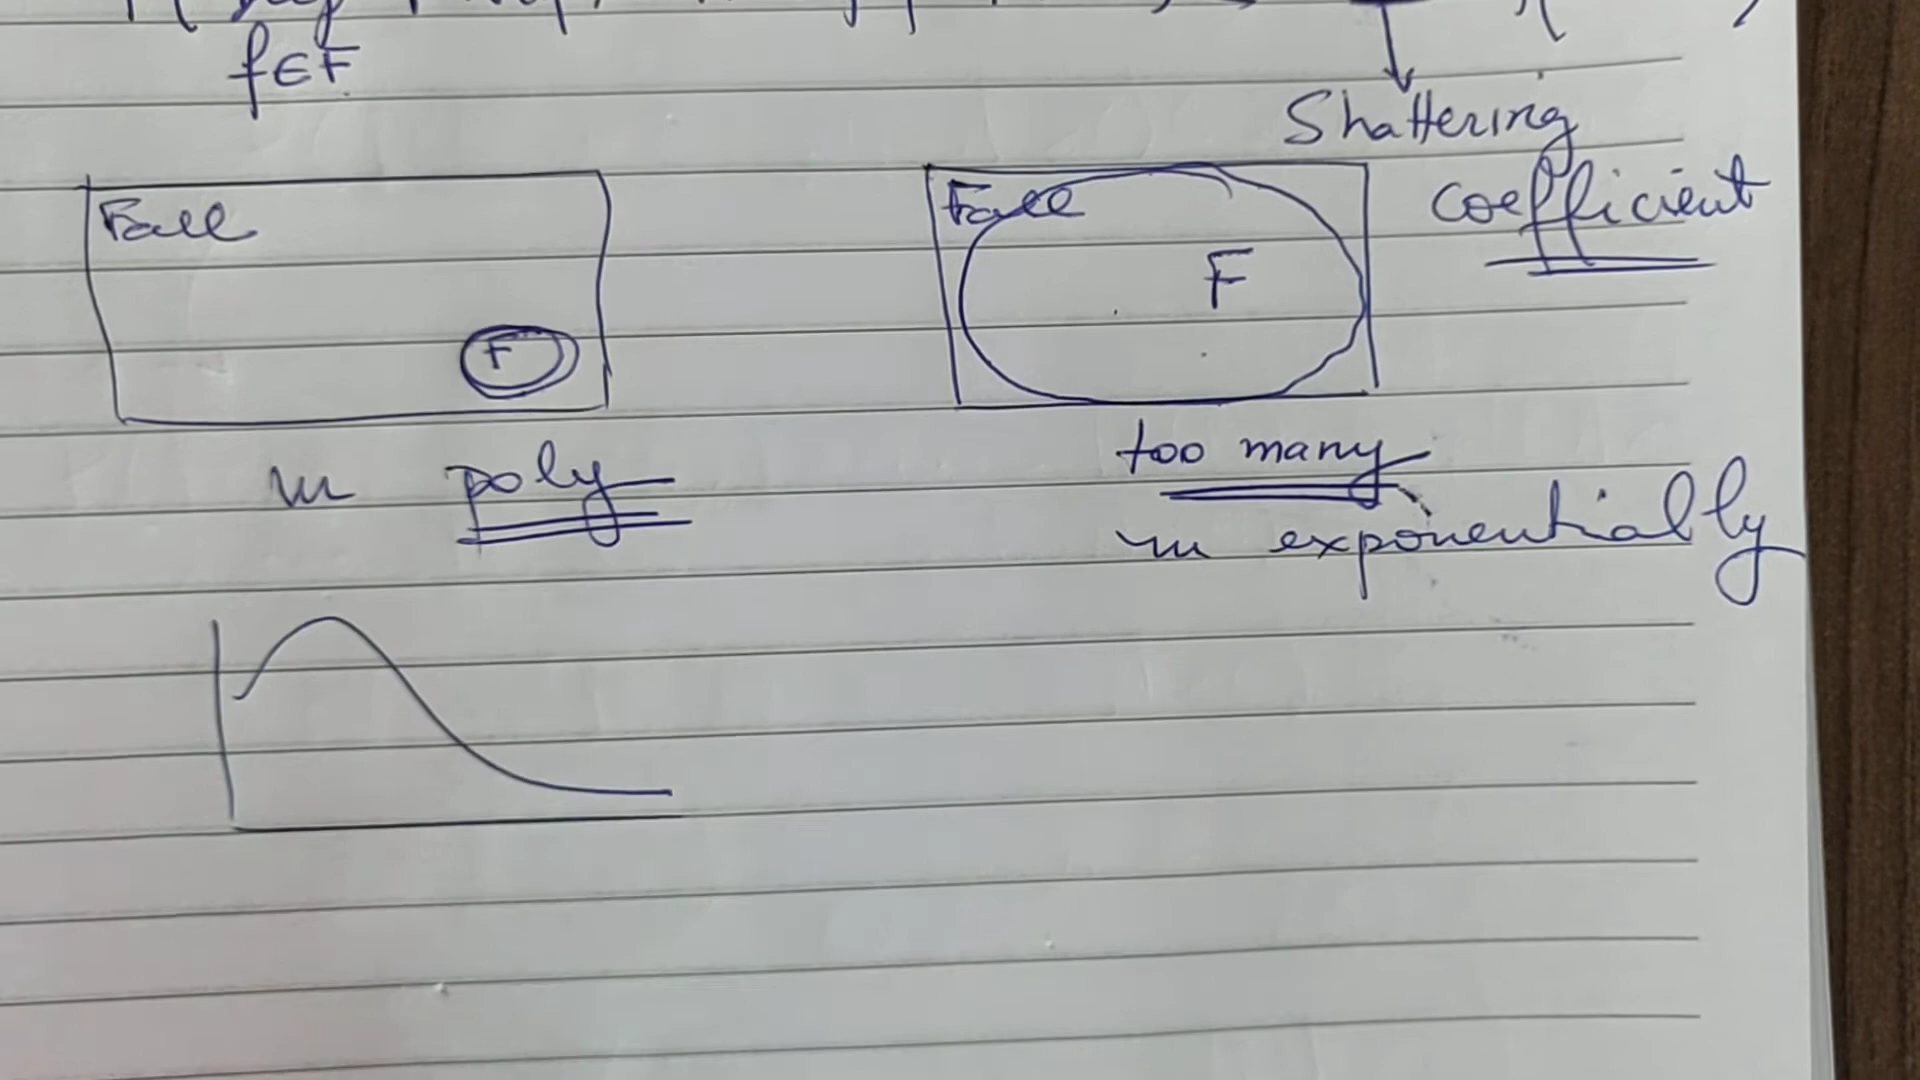 f∈F
Shattering
coefficient
Fall
F
Fall
F
m poly
too many
m exponentially